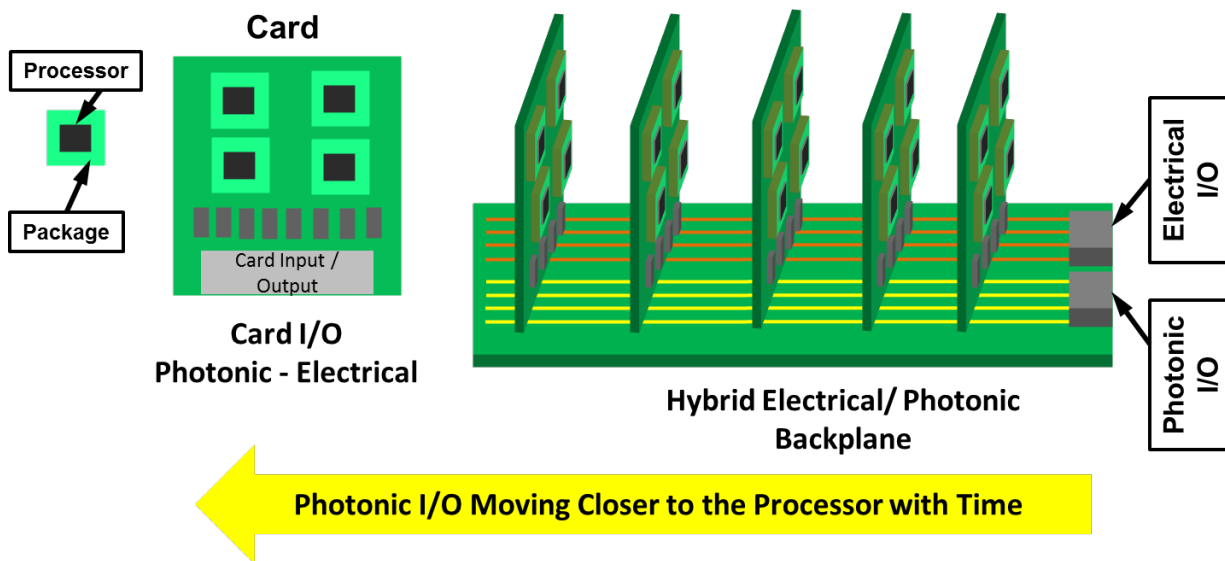 Card
Processor
Package
Card Input /
Output
Card I/O
Photonic - Electrical
Electrical
I/O
Photonic
I/O
Hybrid Electrical/ Photonic
Backplane
Photonic I/O Moving Closer to the Processor with Time